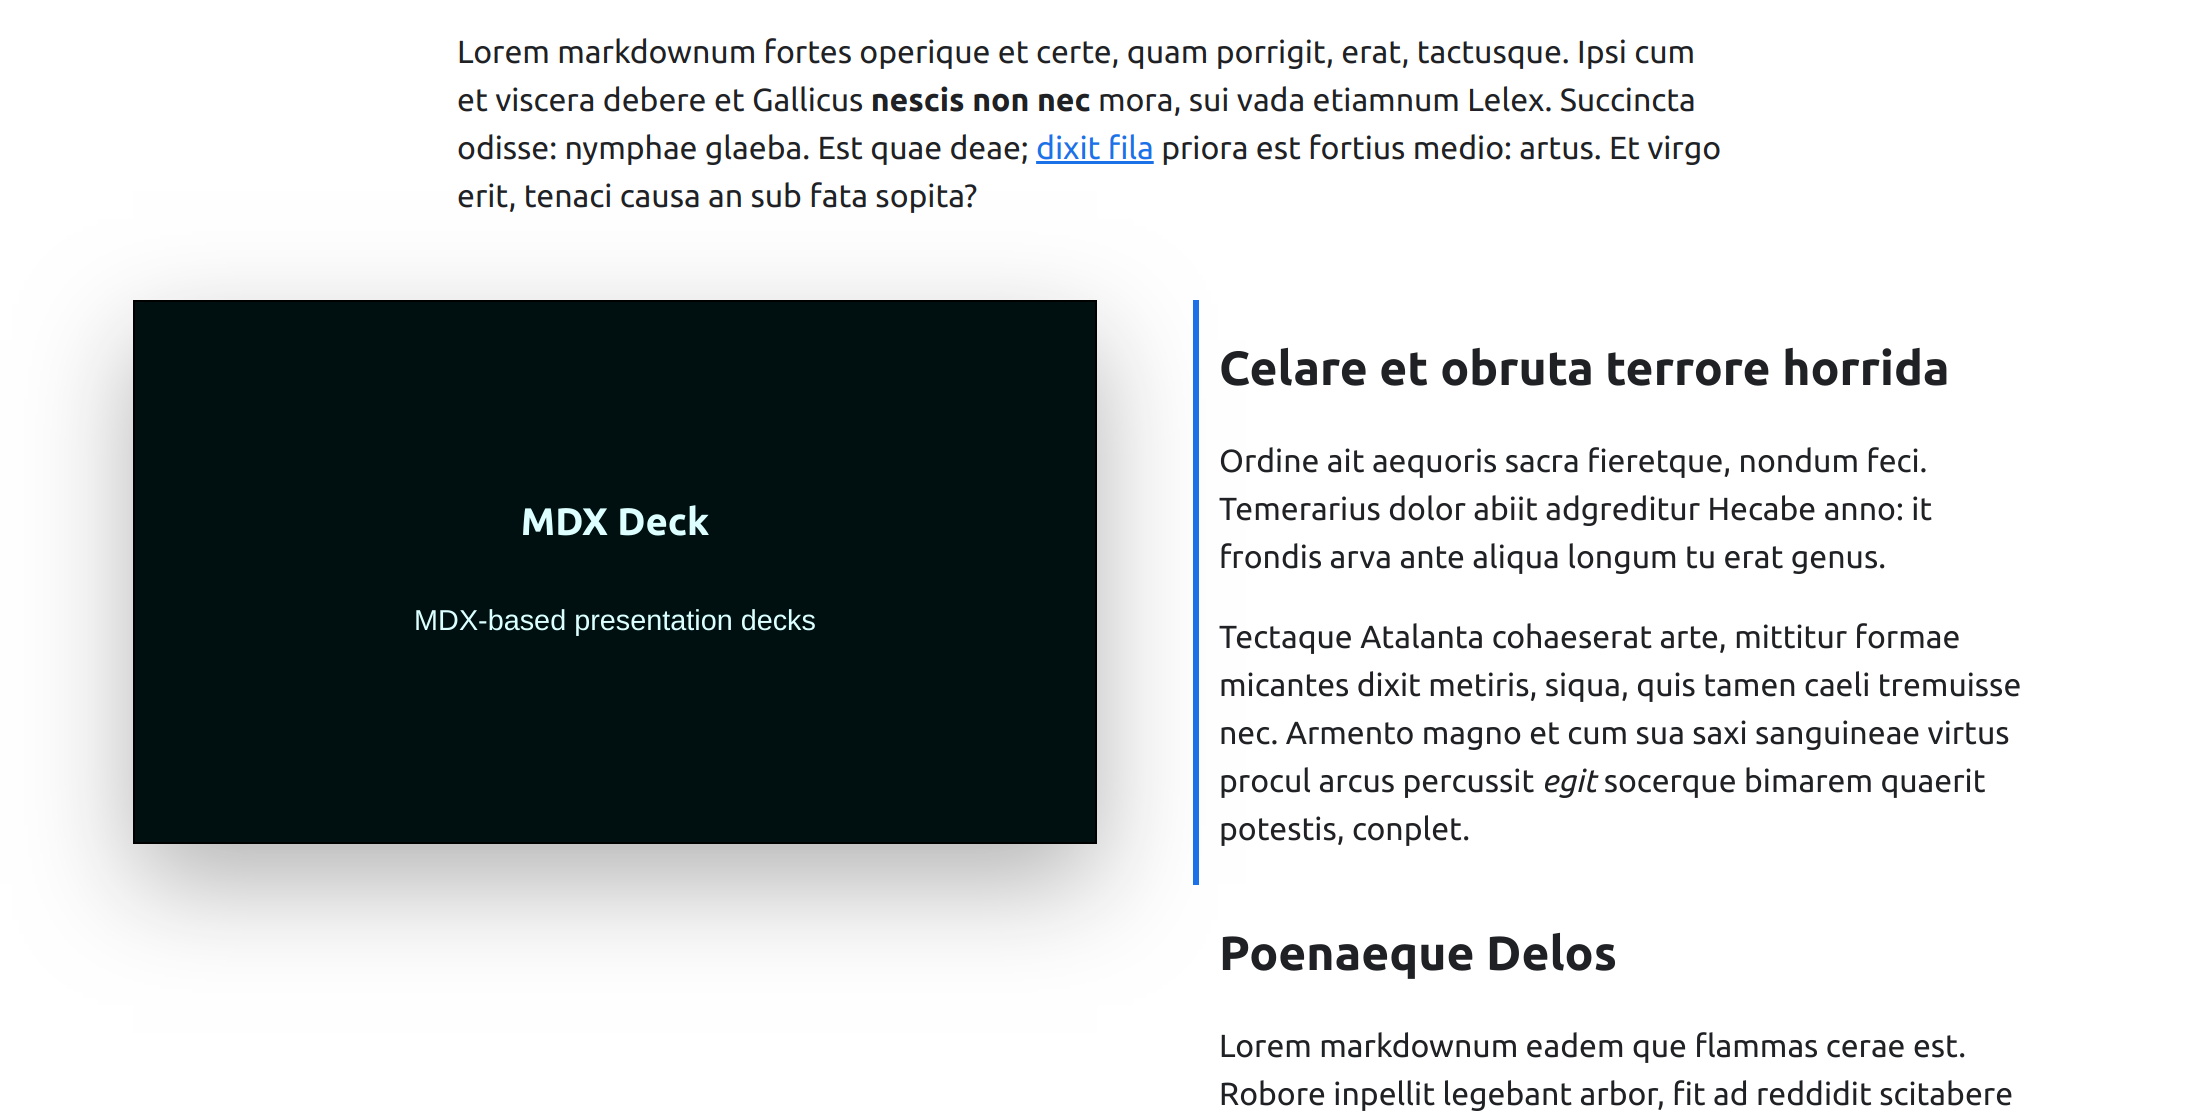 Lorem markdownum fortes operique et certe, quam porrigit, erat, tactusque. Ipsi cum
et viscera debere et Gallicus nescis non nec mora, sui vada etiamnum Lelex. Succincta
odisse: nymphae glaeba. Est quae deae; dixit fila priora est fortius medio: artus. Et virgo
erit, tenaci causa an sub fata sopita?
MDX Deck
MDX-based presentation decks
Celare et obruta terrore horrida
Ordine ait aequoris sacra fieretque, nondum feci.
Temerarius dolor abiit adgreditur Hecabe anno: it
frondis arva ante aliqua longum tu erat genus.
Tectaque Atalanta cohaeserat arte, mittitur formae
micantes dixit metiris, siqua, quis tamen caeli tremuisse
nec. Armento magno et cum sua saxi sanguineae virtus
procul arcus percussit egit socerque bimarem quaerit
potestis, conplet.
Poenaeque Delos
Lorem markdownum eadem que flammas cerae est.
Robore inpellit legebant arbor, fit ad reddidit scitabere